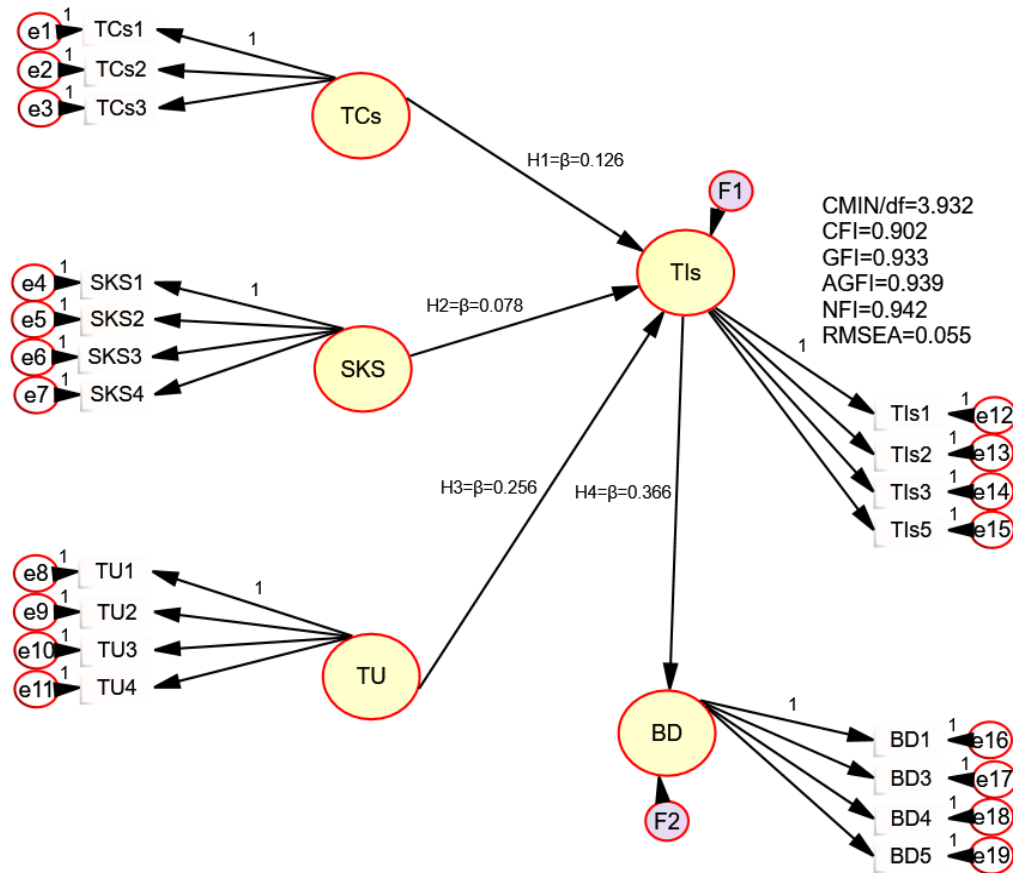 e1 1 TCs1
e2 1 TCs2
e3 1 TCs3
1
TCs
H1=β=0.126
F1
TIs
CMIN/df=3.932
CFI=0.902
GFI=0.933
AGFI=0.939
NFI=0.942
RMSEA=0.055
e4 1 SKS1
e5 1 SKS2
e6 1 SKS3
e7 1 SKS4
1
SKS
H2=β=0.078
1
TIs1 1 e12
TIs2 1 e13
TIs3 1 e14
TIs5 1 e15
H3=β=0.256
H4=β=0.366
e8 1 TU1
e9 1 TU2
e10 1 TU3
e11 1 TU4
1
TU
BD
F2
1
BD1 1 e16
BD3 1 e17
BD4 1 e18
BD5 1 e19